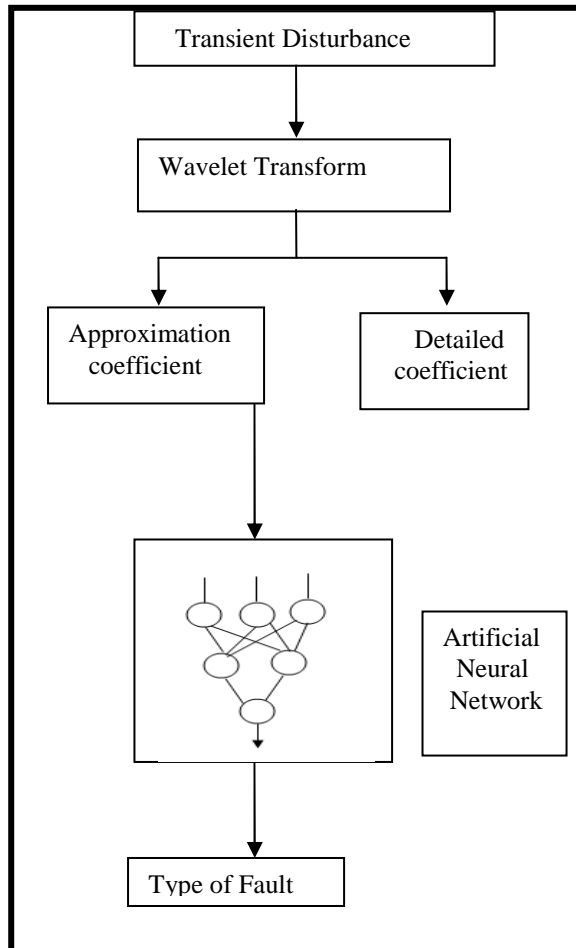 Transient Disturbance
Wavelet Transform
Approximation
coefficient
Detailed
coefficient
Artificial
Neural
Network
Type of Fault